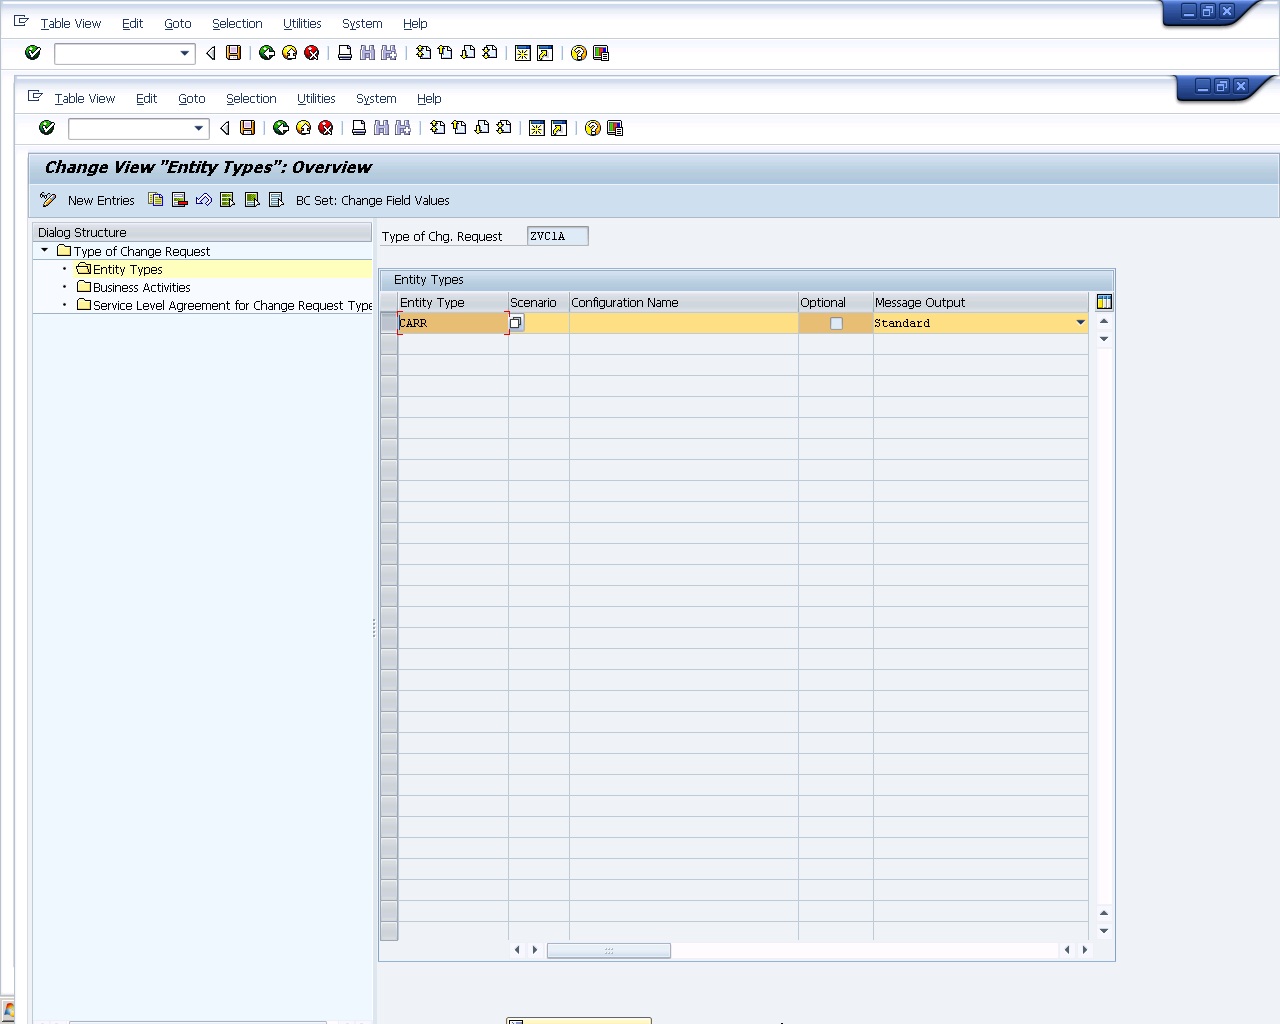 Table View Edit Goto Selection Utilities System Help
Table View Edit Goto Selection Utilities System Help
Change View "Entity Types": Overview
New Entries BC Set: Change Field Values
Dialog Structure
Type of Change Request
Entity Types
Business Activities
Service Level Agreement for Change Request Type
Type of Chg. Request ZVC1A
Entity Types
Entity Type Scenario Configuration Name Optional Message Output
CARR Standard